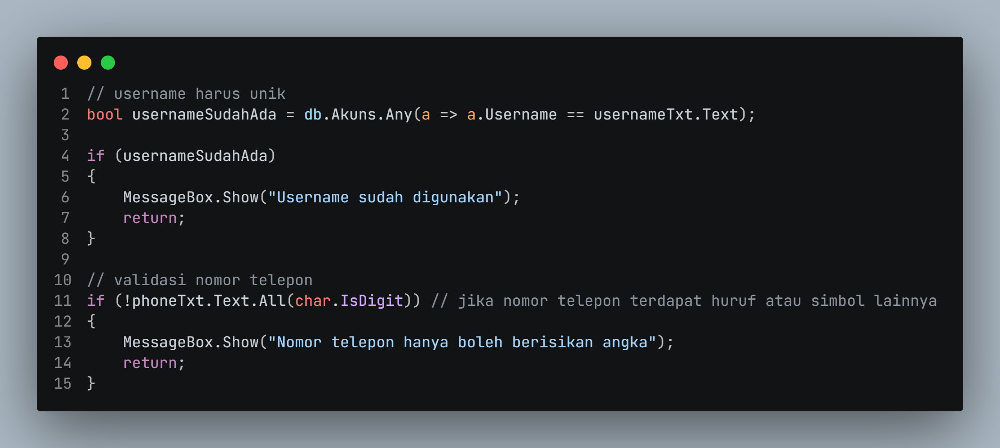 1 // username harus unik
2 bool usernameSudahAda = db.Akuns.Any(a => a.Username == usernameTxt.Text);
3
4 if (usernameSudahAda)
5 {
6     MessageBox.Show("Username sudah digunakan");
7     return;
8 }
9
10 // validasi nomor telepon
11 if (!phoneTxt.Text.All(char.IsDigit)) // jika nomor telepon terdapat huruf atau simbol lainnya
12 {
13     MessageBox.Show("Nomor telepon hanya boleh berisikan angka");
14     return;
15 }